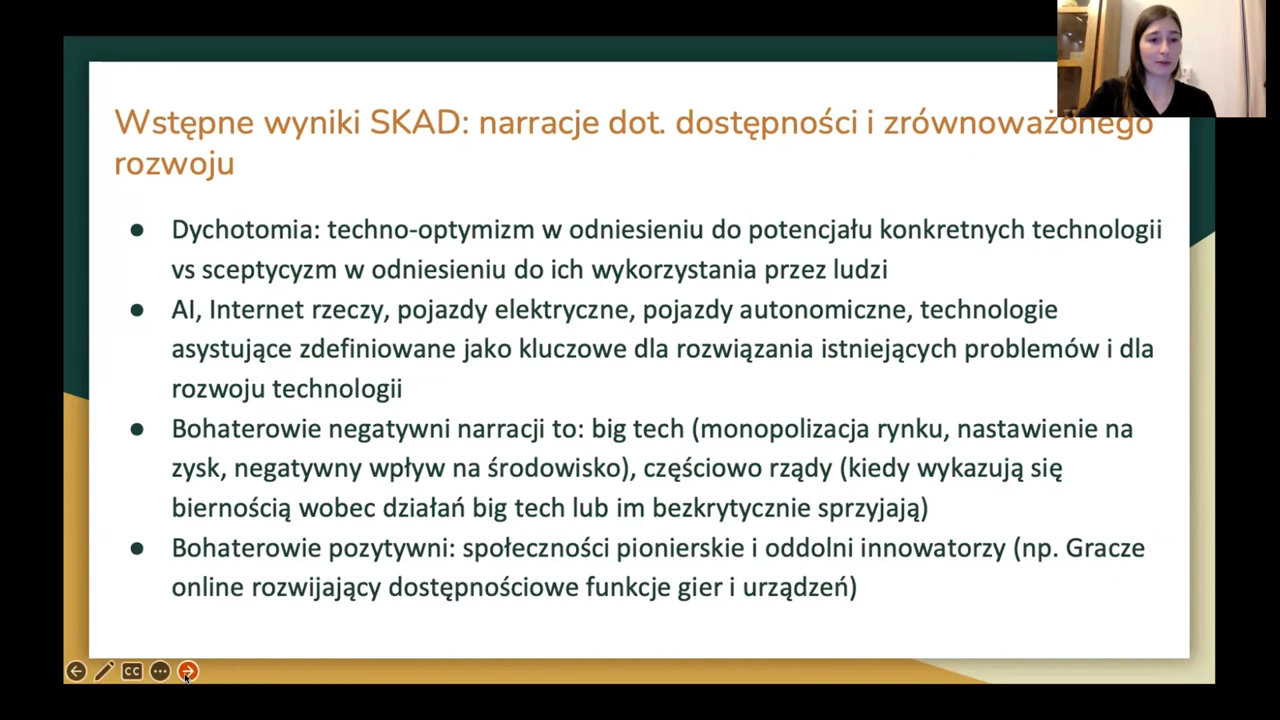 Wstępne wyniki SKAD: narracje dot. dostępności i zrównoważonego
rozwoju
● Dychotomia: techno-optymizm w odniesieniu do potencjału konkretnych technologii
vs sceptycyzm w odniesieniu do ich wykorzystania przez ludzi
● AI, Internet rzeczy, pojazdy elektryczne, pojazdy autonomiczne, technologie
asystujące zdefiniowane jako kluczowe dla rozwiązania istniejących problemów i dla
rozwoju technologii
● Bohaterowie negatywni narracji to: big tech (monopolizacja rynku, nastawienie na
zysk, negatywny wpływ na środowisko), częściowo rządy (kiedy wykazują się
biernością wobec działań big tech lub im bezkrytycznie sprzyjają)
● Bohaterowie pozytywni: społeczności pionierskie i oddolni innowatorzy (np. Gracze
online rozwijający dostępnościowe funkcje gier i urządzeń)
CC